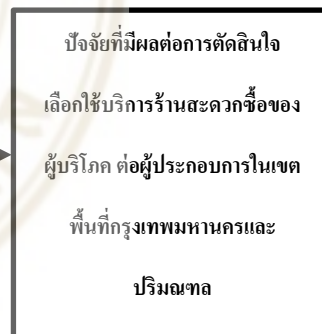 ปัจจัยที่มีผลต่อการตัดสินใจ
เลือกใช้บริการร้านสะดวกซื้อของ
ผู้บริโภค ต่อผู้ประกอบการในเขต
พื้นที่กรุงเทพมหานครและ
ปริมณฑล